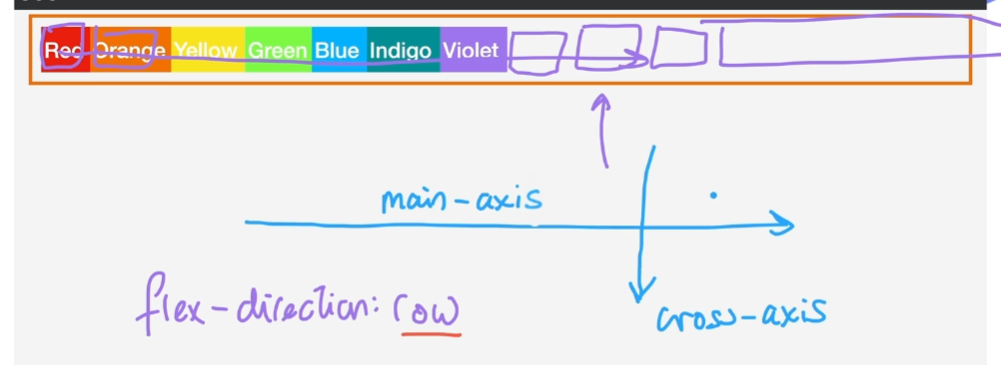 Red Orange Yellow Green Blue Indigo Violet
main-axis
flex-direction: row
cross-axis